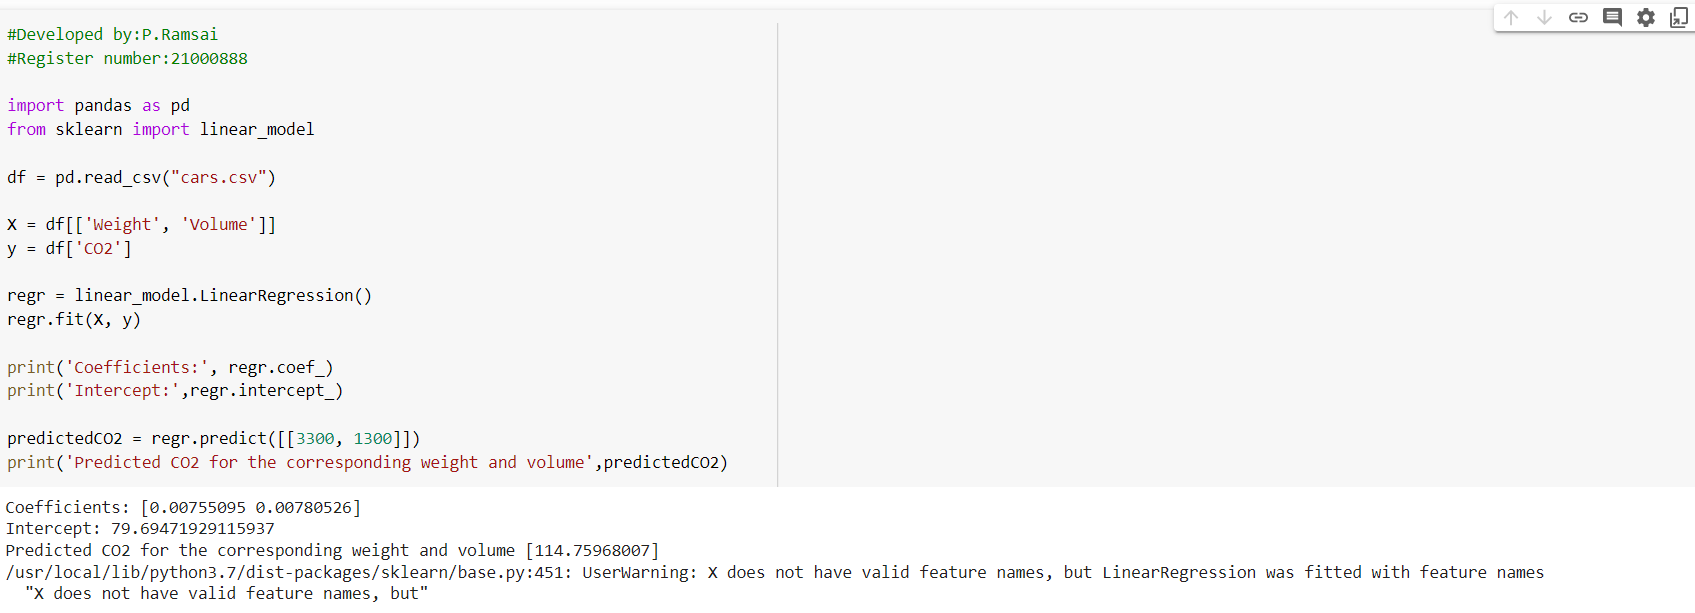 #Developed by:P.Ramsai
#Register number:21000888
import pandas as pd
from sklearn import linear_model
df = pd.read_csv("cars.csv")
X = df[['Weight', 'Volume']]
y = df['CO2']
regr = linear_model.LinearRegression()
regr.fit(X, y)
print('Coefficients:', regr.coef_)
print('Intercept:',regr.intercept_)
predictedCO2 = regr.predict([[3300, 1300]])
print('Predicted CO2 for the corresponding weight and volume',predictedCO2)
Coefficients: [0.00755095 0.00780526]
Intercept: 79.69471929115937
Predicted CO2 for the corresponding weight and volume [114.75968007]
/usr/local/lib/python3.7/dist-packages/sklearn/base.py:451: UserWarning: X does not have valid feature names, but LinearRegression was fitted with feature names
  "X does not have valid feature names, but"